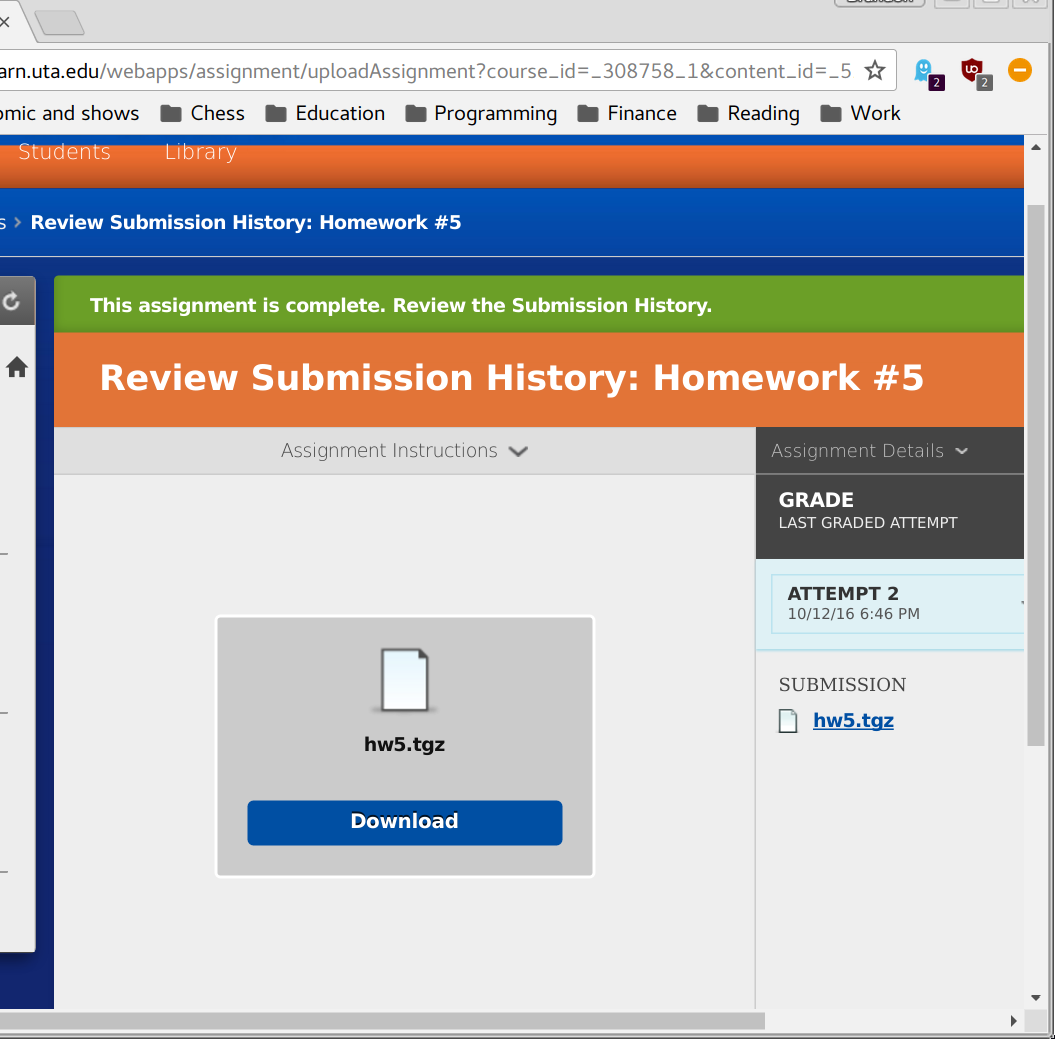 arn.uta.edu/webapps/assignment/uploadAssignment?course_id=_308758_1&content_id=_5
2
2
omic and shows Chess Education Programming Finance Reading Work
Students Library
s › Review Submission History: Homework #5
This assignment is complete. Review the Submission History.
Review Submission History: Homework #5
Assignment Instructions
Assignment Details
GRADE
LAST GRADED ATTEMPT
ATTEMPT 2
10/12/16 6:46 PM
SUBMISSION
hw5.tgz
hw5.tgz
Download